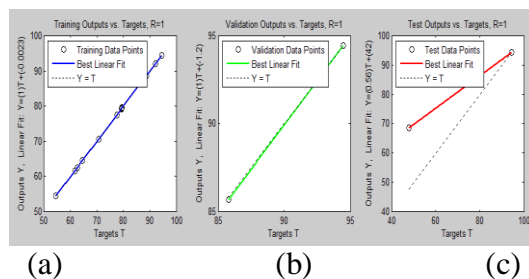 Training Outputs vs. Targets, R=1
Outputs Y, Linear Fit: Y=(1)T+(-0.0023)
100
90
80
70
60
50
Training Data Points
Best Linear Fit
Y = T
50 60 70 80 90 100
Targets T
Validation Outputs vs. Targets, R=1
Outputs Y, Linear Fit: Y=(1)T+(-1.2)
95
90
85
Validation Data Points
Best Linear Fit
Y = T
85 90 95
Targets T
Test Outputs vs. Targets, R=1
Outputs Y, Linear Fit: Y=(0.56)T+(42)
100
90
80
70
60
50
40
Test Data Points
Best Linear Fit
Y = T
40 60 80 100
Targets T
(a) (b) (c)